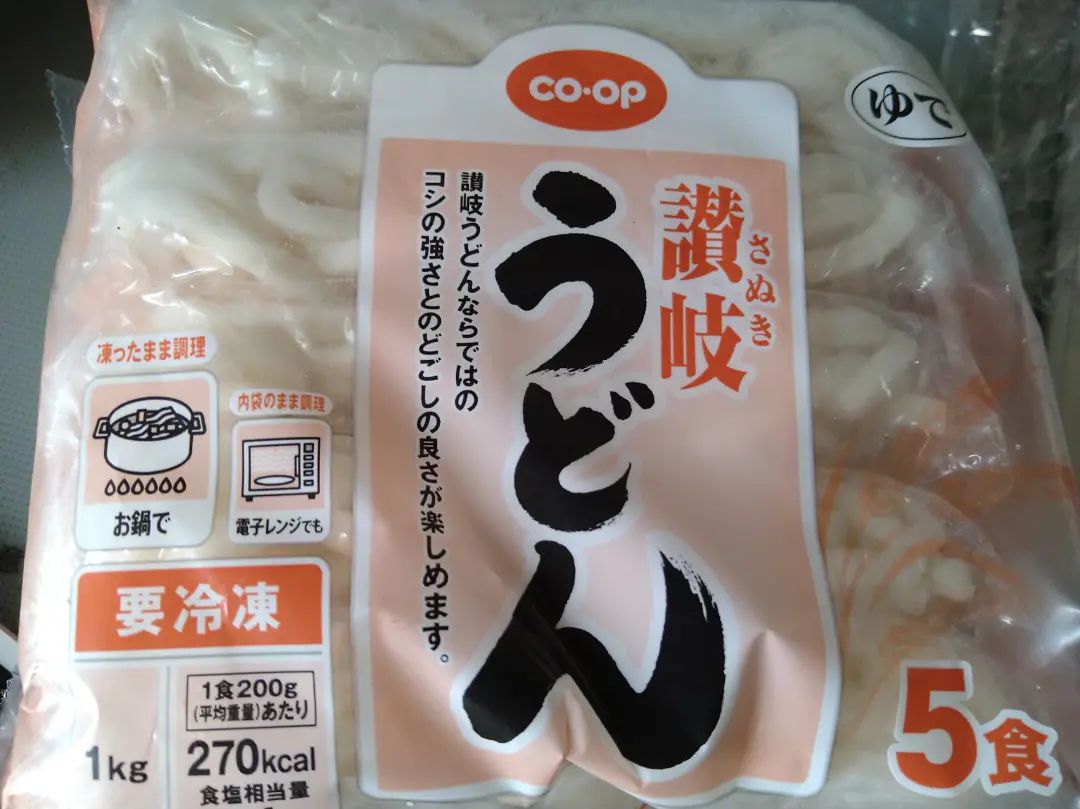 CO·OP
ゆで
讃岐
さぬき
うどん
讃岐うどんならではの
コシの強さとのどごしの良さが楽しめます。
凍ったまま調理
お鍋で
内袋のまま調理
電子レンジでも
要冷凍
1kg
1食200g
(平均重量)あたり
270kcal
食塩相当量
5食